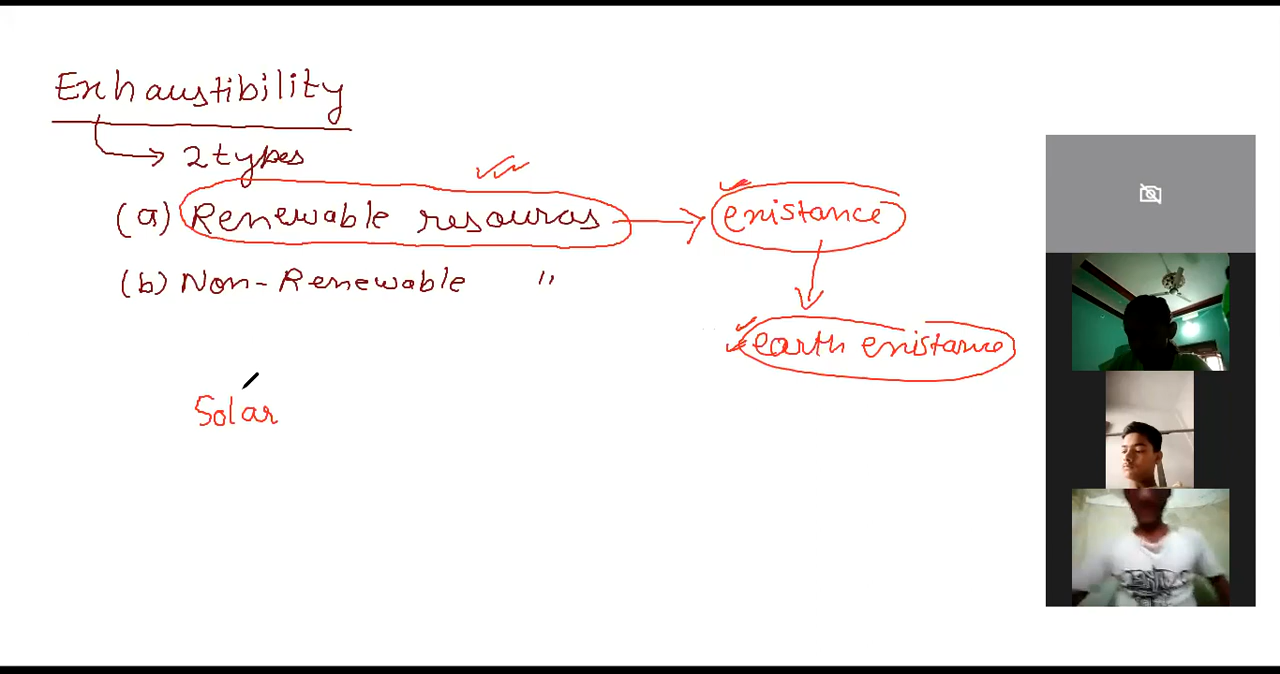 Exhaustibility
2 types
(a) Renewable resources → existance
(b) Non-Renewable "
earth existance
Solar